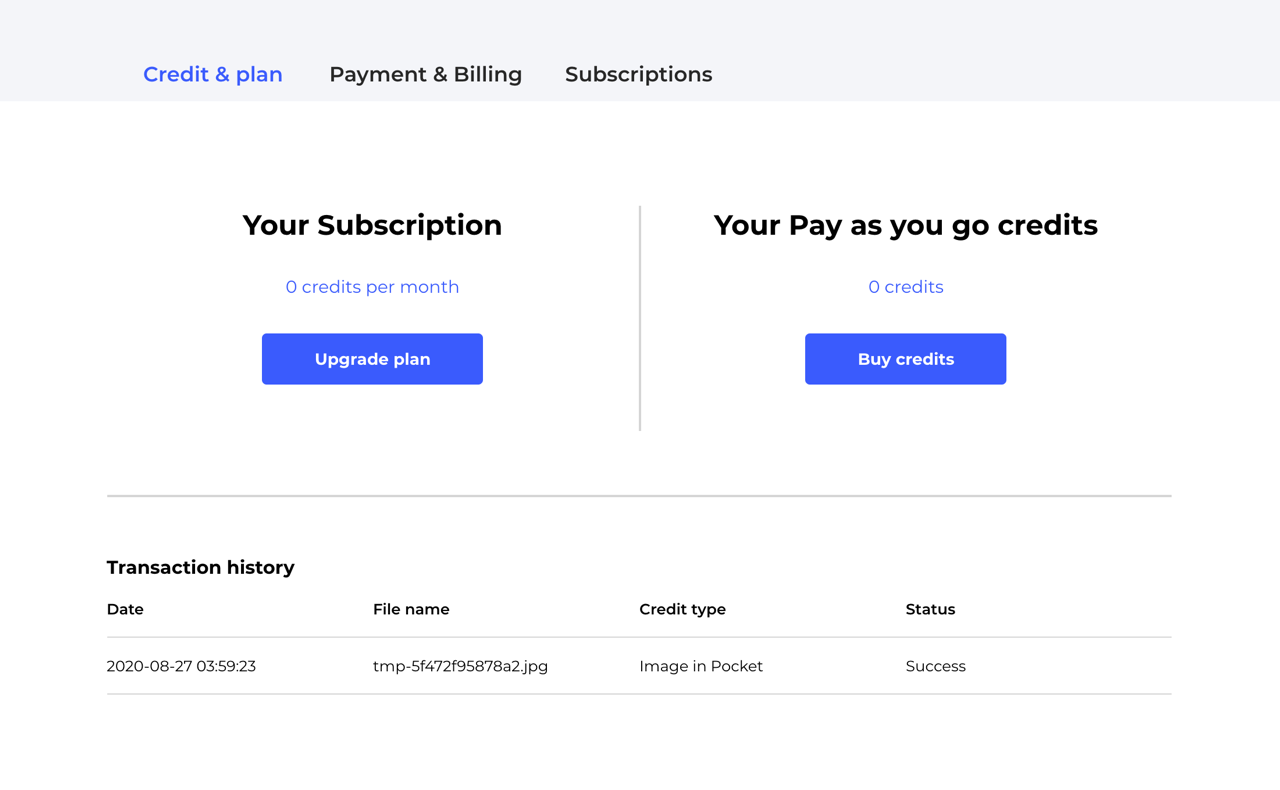 Credit & plan Payment & Billing Subscriptions
Your Subscription
0 credits per month
Upgrade plan
Your Pay as you go credits
0 credits
Buy credits
Transaction history
Date File name Credit type Status
2020-08-27 03:59:23 tmp-5f472f95878a2.jpg Image in Pocket Success